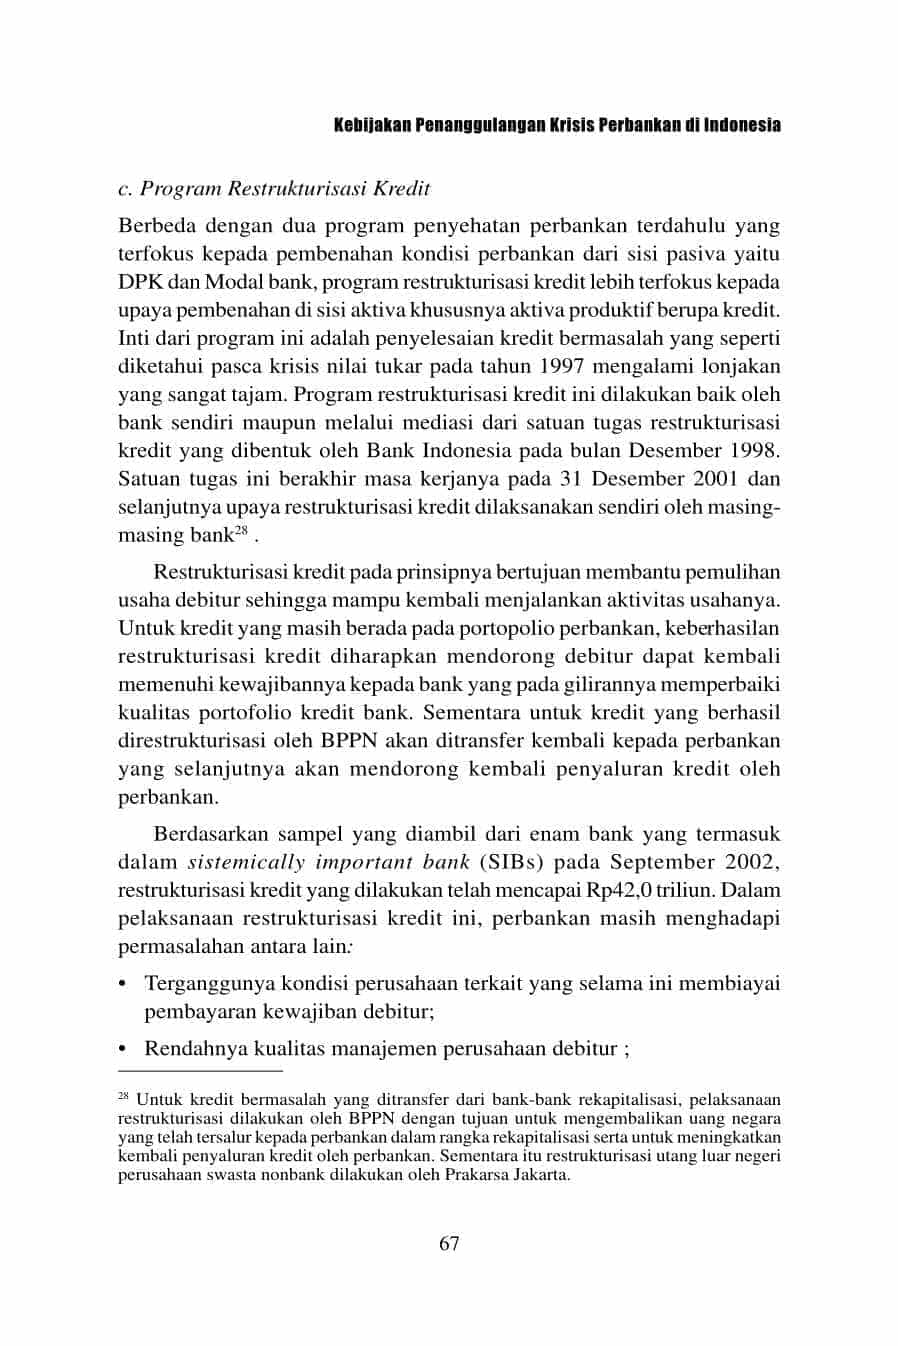 Kebijakan Penanggulangan Krisis Perbankan di Indonesia
c. Program Restrukturisasi Kredit
Berbeda dengan dua program penyehatan perbankan terdahulu yang
terfokus kepada pembenahan kondisi perbankan dari sisi pasiva yaitu
DPK dan Modal bank, program restrukturisasi kredit lebih terfokus kepada
upaya pembenahan di sisi aktiva khususnya aktiva produktif berupa kredit.
Inti dari program ini adalah penyelesaian kredit bermasalah yang seperti
diketahui pasca krisis nilai tukar pada tahun 1997 mengalami lonjakan
yang sangat tajam. Program restrukturisasi kredit ini dilakukan baik oleh
bank sendiri maupun melalui mediasi dari satuan tugas restrukturisasi
kredit yang dibentuk oleh Bank Indonesia pada bulan Desember 1998.
Satuan tugas ini berakhir masa kerjanya pada 31 Desember 2001 dan
selanjutnya upaya restrukturisasi kredit dilaksanakan sendiri oleh masing-
masing bank²⁸ .
Restrukturisasi kredit pada prinsipnya bertujuan membantu pemulihan
usaha debitur sehingga mampu kembali menjalankan aktivitas usahanya.
Untuk kredit yang masih berada pada portopolio perbankan, keberhasilan
restrukturisasi kredit diharapkan mendorong debitur dapat kembali
memenuhi kewajibannya kepada bank yang pada gilirannya memperbaiki
kualitas portofolio kredit bank. Sementara untuk kredit yang berhasil
direstrukturisasi oleh BPPN akan ditransfer kembali kepada perbankan
yang selanjutnya akan mendorong kembali penyaluran kredit oleh
perbankan.
Berdasarkan sampel yang diambil dari enam bank yang termasuk
dalam sistemically important bank (SIBs) pada September 2002,
restrukturisasi kredit yang dilakukan telah mencapai Rp42,0 triliun. Dalam
pelaksanaan restrukturisasi kredit ini, perbankan masih menghadapi
permasalahan antara lain:
• Terganggunya kondisi perusahaan terkait yang selama ini membiayai
pembayaran kewajiban debitur;
• Rendahnya kualitas manajemen perusahaan debitur ;
²⁸ Untuk kredit bermasalah yang ditransfer dari bank-bank rekapitalisasi, pelaksanaan
restrukturisasi dilakukan oleh BPPN dengan tujuan untuk mengembalikan uang negara
yang telah tersalur kepada perbankan dalam rangka rekapitalisasi serta untuk meningkatkan
kembali penyaluran kredit oleh perbankan. Sementara itu restrukturisasi utang luar negeri
perusahaan swasta nonbank dilakukan oleh Prakarsa Jakarta.
67